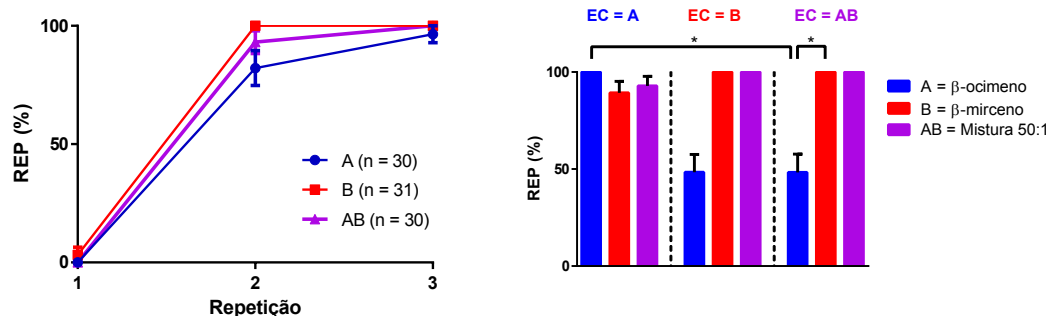 REP (%)
100
50
0
1
2
3
Repetição
A (n = 30)
B (n = 31)
AB (n = 30)
EC = A
EC = B
EC = AB
*
*
REP (%)
100
50
0
A = β-ocimeno
B = β-mirceno
AB = Mistura 50:1